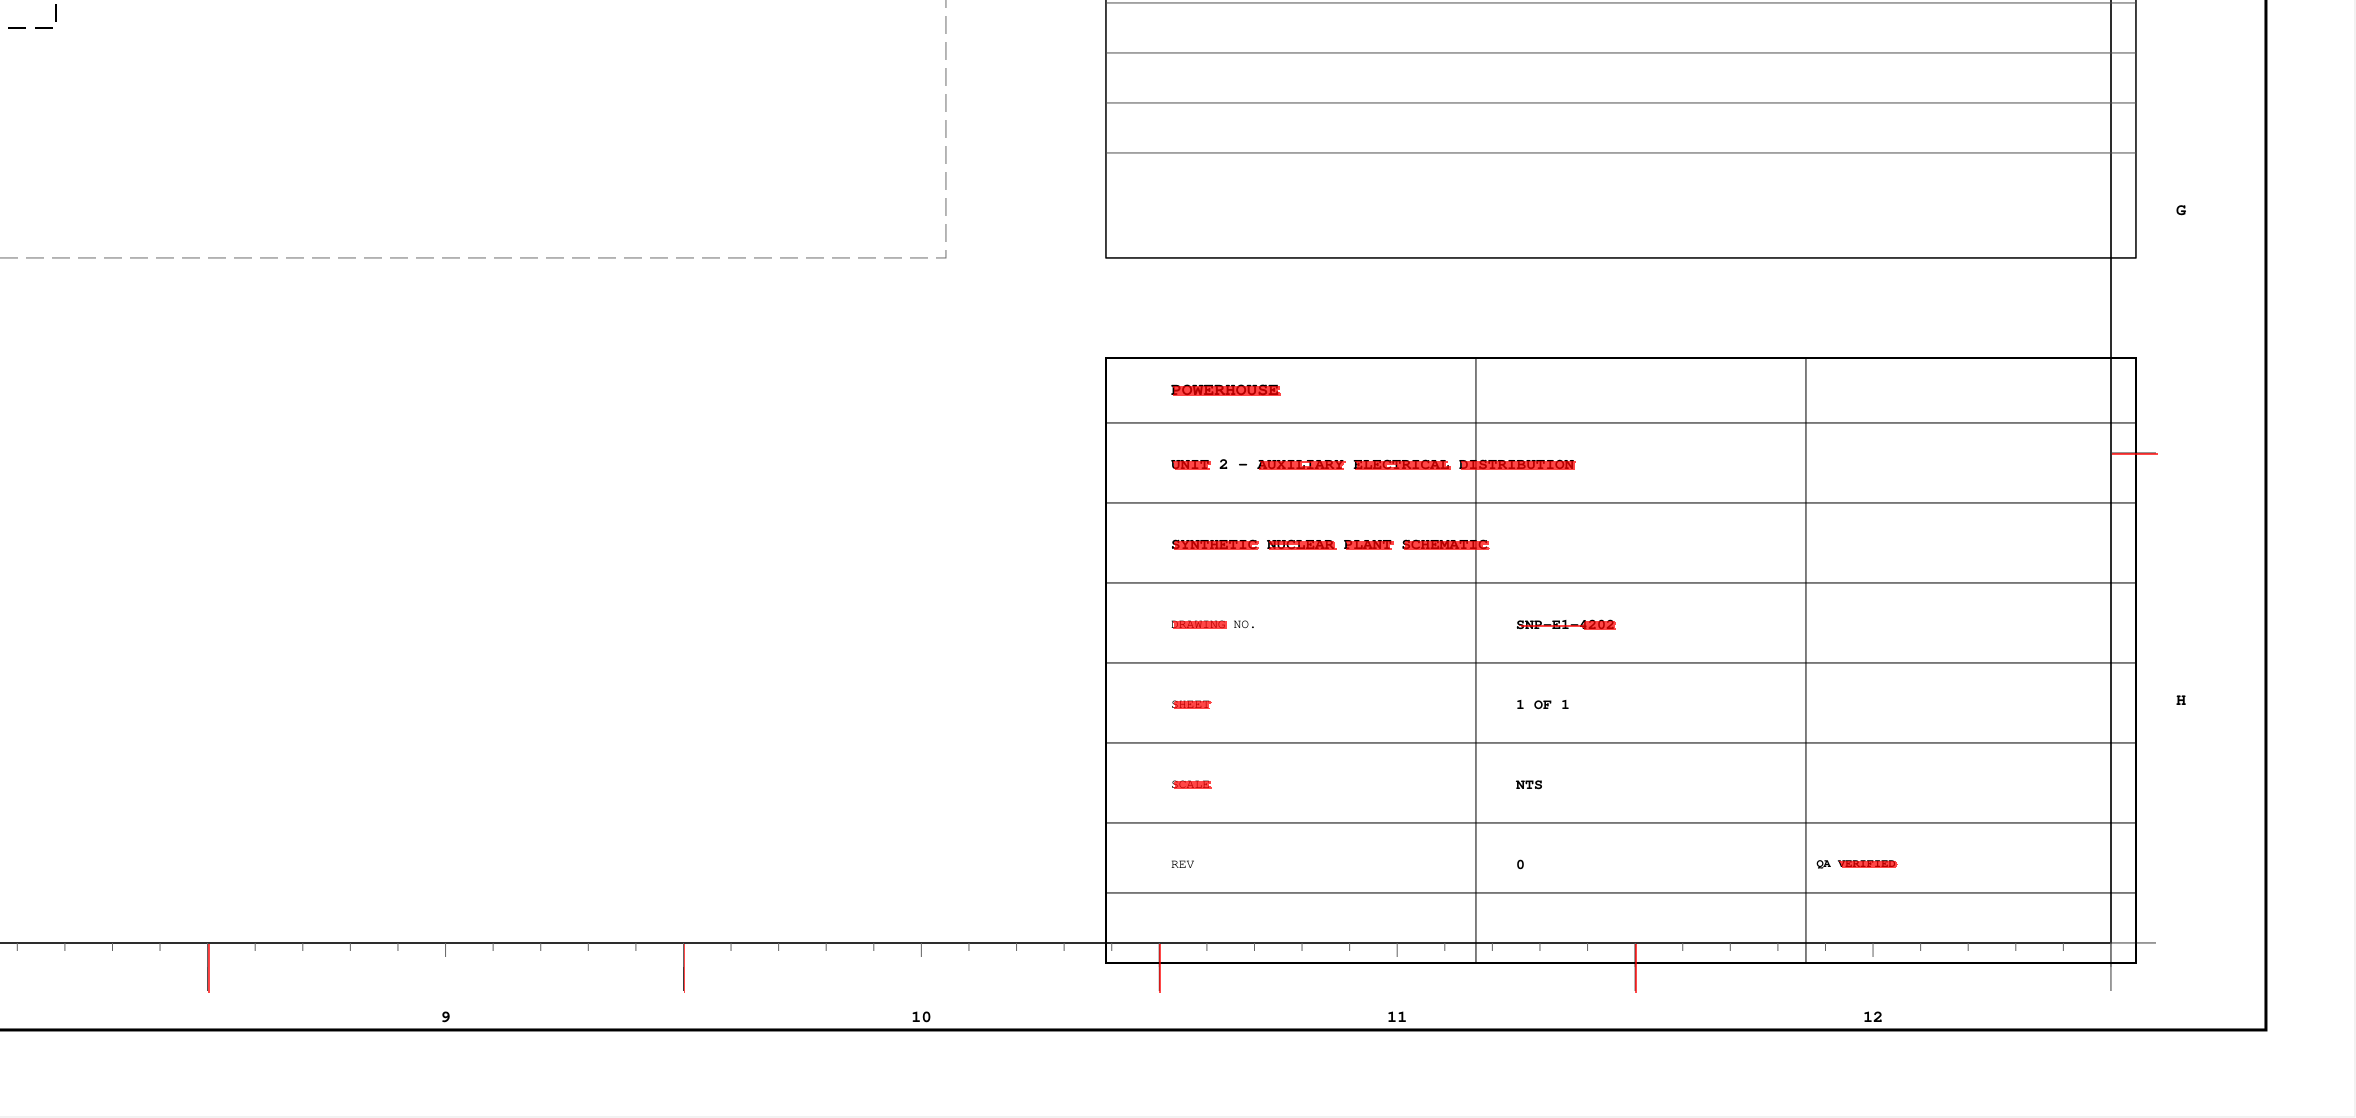 G
POWERHOUSE
UNIT 2 – AUXILIARY ELECTRICAL DISTRIBUTION
SYNTHETIC NUCLEAR PLANT SCHEMATIC
DRAWING NO. SNP-E1-4202
SHEET 1 OF 1
H
SCALE NTS
REV 0 QA VERIFIED
9 10 11 12